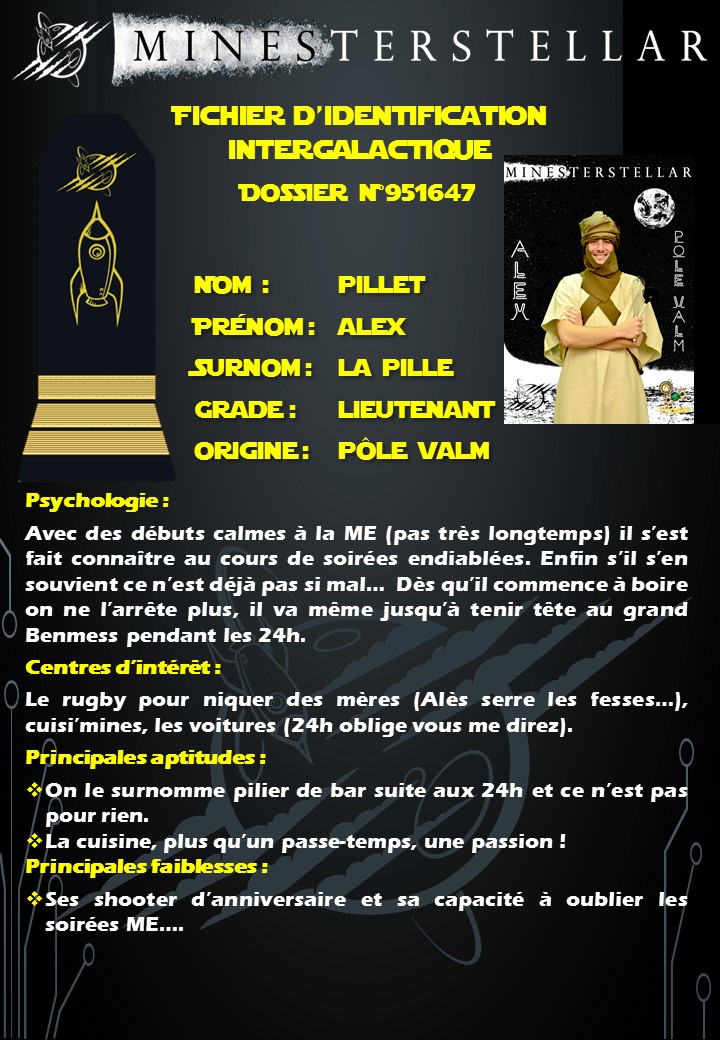 MINESTERSTELLAR
FICHIER D'IDENTIFICATION
INTERGALACTIQUE
DOSSIER N°951647
MINESTERSTELLAR
ALEX
PÔLE VALM
NOM : PILLET
PRÉNOM : ALEX
SURNOM : LA PILLE
GRADE : LIEUTENANT
ORIGINE : PÔLE VALM
Psychologie :
Avec des débuts calmes à la ME (pas très longtemps) il s'est
fait connaître au cours de soirées endiablées. Enfin s'il s'en
souvient ce n'est déjà pas si mal... Dès qu'il commence à boire
on ne l'arrête plus, il va même jusqu'à tenir tête au grand
Benmess pendant les 24h.
Centres d'intérêt :
Le rugby pour niquer des mères (Alès serre les fesses...),
cuisi'mines, les voitures (24h oblige vous me direz).
Principales aptitudes :
❖On le surnomme pilier de bar suite aux 24h et ce n'est pas
pour rien.
❖La cuisine, plus qu'un passe-temps, une passion !
Principales faiblesses :
❖Ses shooter d'anniversaire et sa capacité à oublier les
soirées ME....